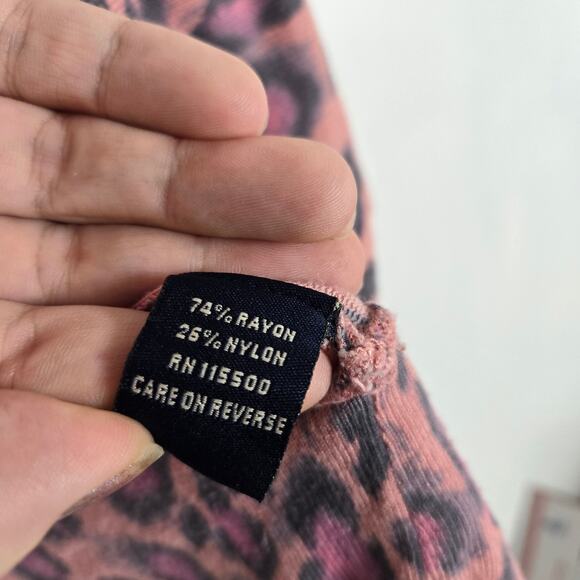 74% RAYON
26% NYLON
RN 115500
CARE ON REVERSE